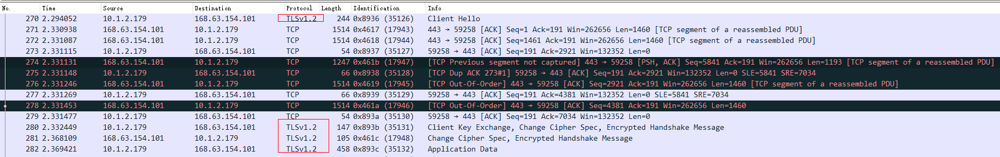 No. Time Source Destination Protocol Length Identification Info
270 2.294052 10.1.2.179 168.63.154.101 TLSv1.2 244 0x8936 (35126) Client Hello
271 2.330938 168.63.154.101 10.1.2.179 TCP 1514 0x4617 (17943) 443 → 59258 [ACK] Seq=1 Ack=191 Win=262656 Len=1460 [TCP segment of a reassembled PDU]
272 2.331087 168.63.154.101 10.1.2.179 TCP 1514 0x4618 (17944) 443 → 59258 [ACK] Seq=1461 Ack=191 Win=262656 Len=1460 [TCP segment of a reassembled PDU]
273 2.331115 10.1.2.179 168.63.154.101 TCP 54 0x8937 (35127) 59258 → 443 [ACK] Seq=191 Ack=2921 Win=132352 Len=0
274 2.331131 168.63.154.101 10.1.2.179 TCP 1247 0x461b (17947) [TCP Previous segment not captured] 443 → 59258 [PSH, ACK] Seq=5841 Ack=191 Win=262656 Len=1193 [TCP segment of a reassembled PDU]
275 2.331148 10.1.2.179 168.63.154.101 TCP 66 0x8938 (35128) [TCP Dup ACK 273#1] 59258 → 443 [ACK] Seq=191 Ack=2921 Win=132352 Len=0 SLE=5841 SRE=7034
276 2.331246 168.63.154.101 10.1.2.179 TCP 1514 0x4619 (17945) [TCP Out-Of-Order] 443 → 59258 [ACK] Seq=2921 Ack=191 Win=262656 Len=1460 [TCP segment of a reassembled PDU]
277 2.331269 10.1.2.179 168.63.154.101 TCP 66 0x8939 (35129) 59258 → 443 [ACK] Seq=191 Ack=4381 Win=132352 Len=0 SLE=5841 SRE=7034
278 2.331453 168.63.154.101 10.1.2.179 TCP 1514 0x461a (17946) [TCP Out-Of-Order] 443 → 59258 [ACK] Seq=4381 Ack=191 Win=262656 Len=1460
279 2.331477 10.1.2.179 168.63.154.101 TCP 54 0x893a (35130) 59258 → 443 [ACK] Seq=191 Ack=7034 Win=132352 Len=0
280 2.332449 10.1.2.179 168.63.154.101 TLSv1.2 147 0x893b (35131) Client Key Exchange, Change Cipher Spec, Encrypted Handshake Message
281 2.368109 168.63.154.101 10.1.2.179 TLSv1.2 105 0x461c (17948) Change Cipher Spec, Encrypted Handshake Message
282 2.369421 10.1.2.179 168.63.154.101 TLSv1.2 458 0x893c (35132) Application Data